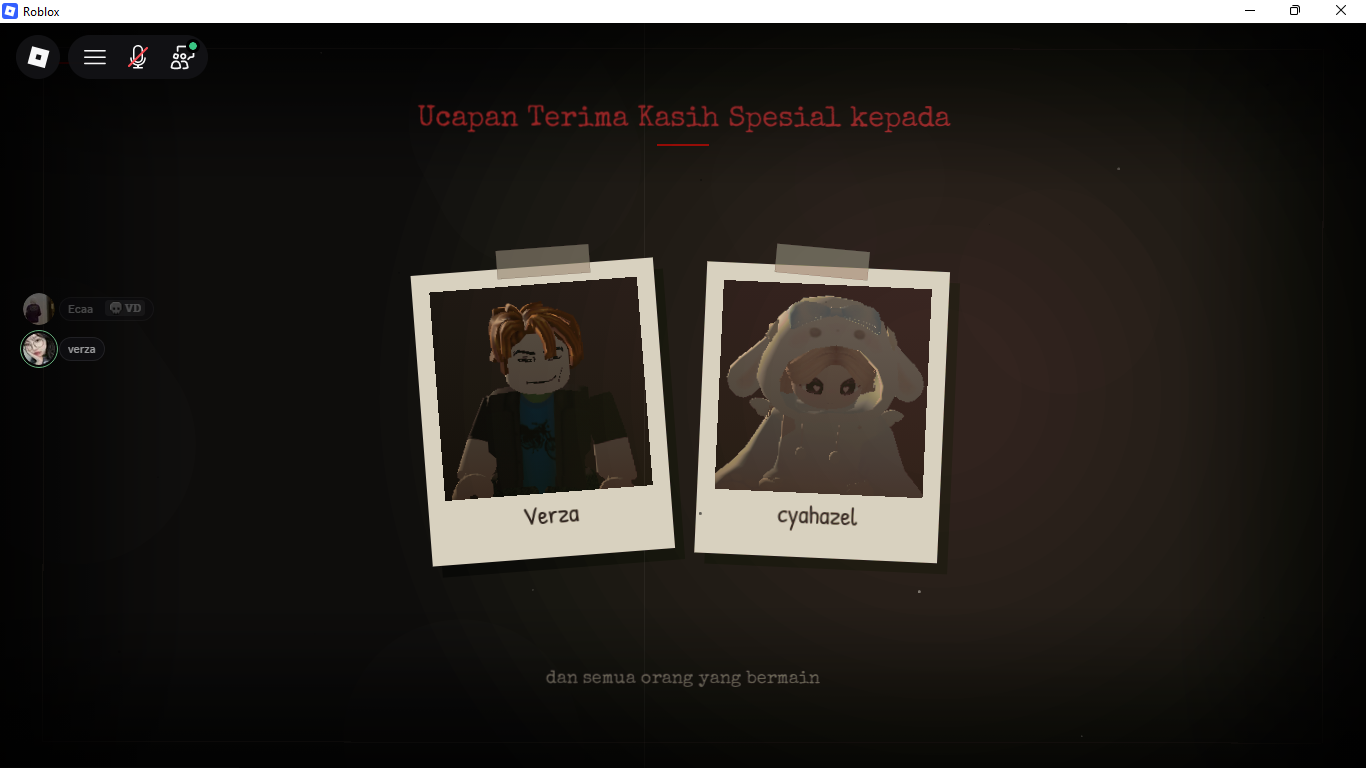 Roblox
Ucapan Terima Kasih Spesial kepada
Ecaa VD
verza
Verza
cyahazel
dan semua orang yang bermain